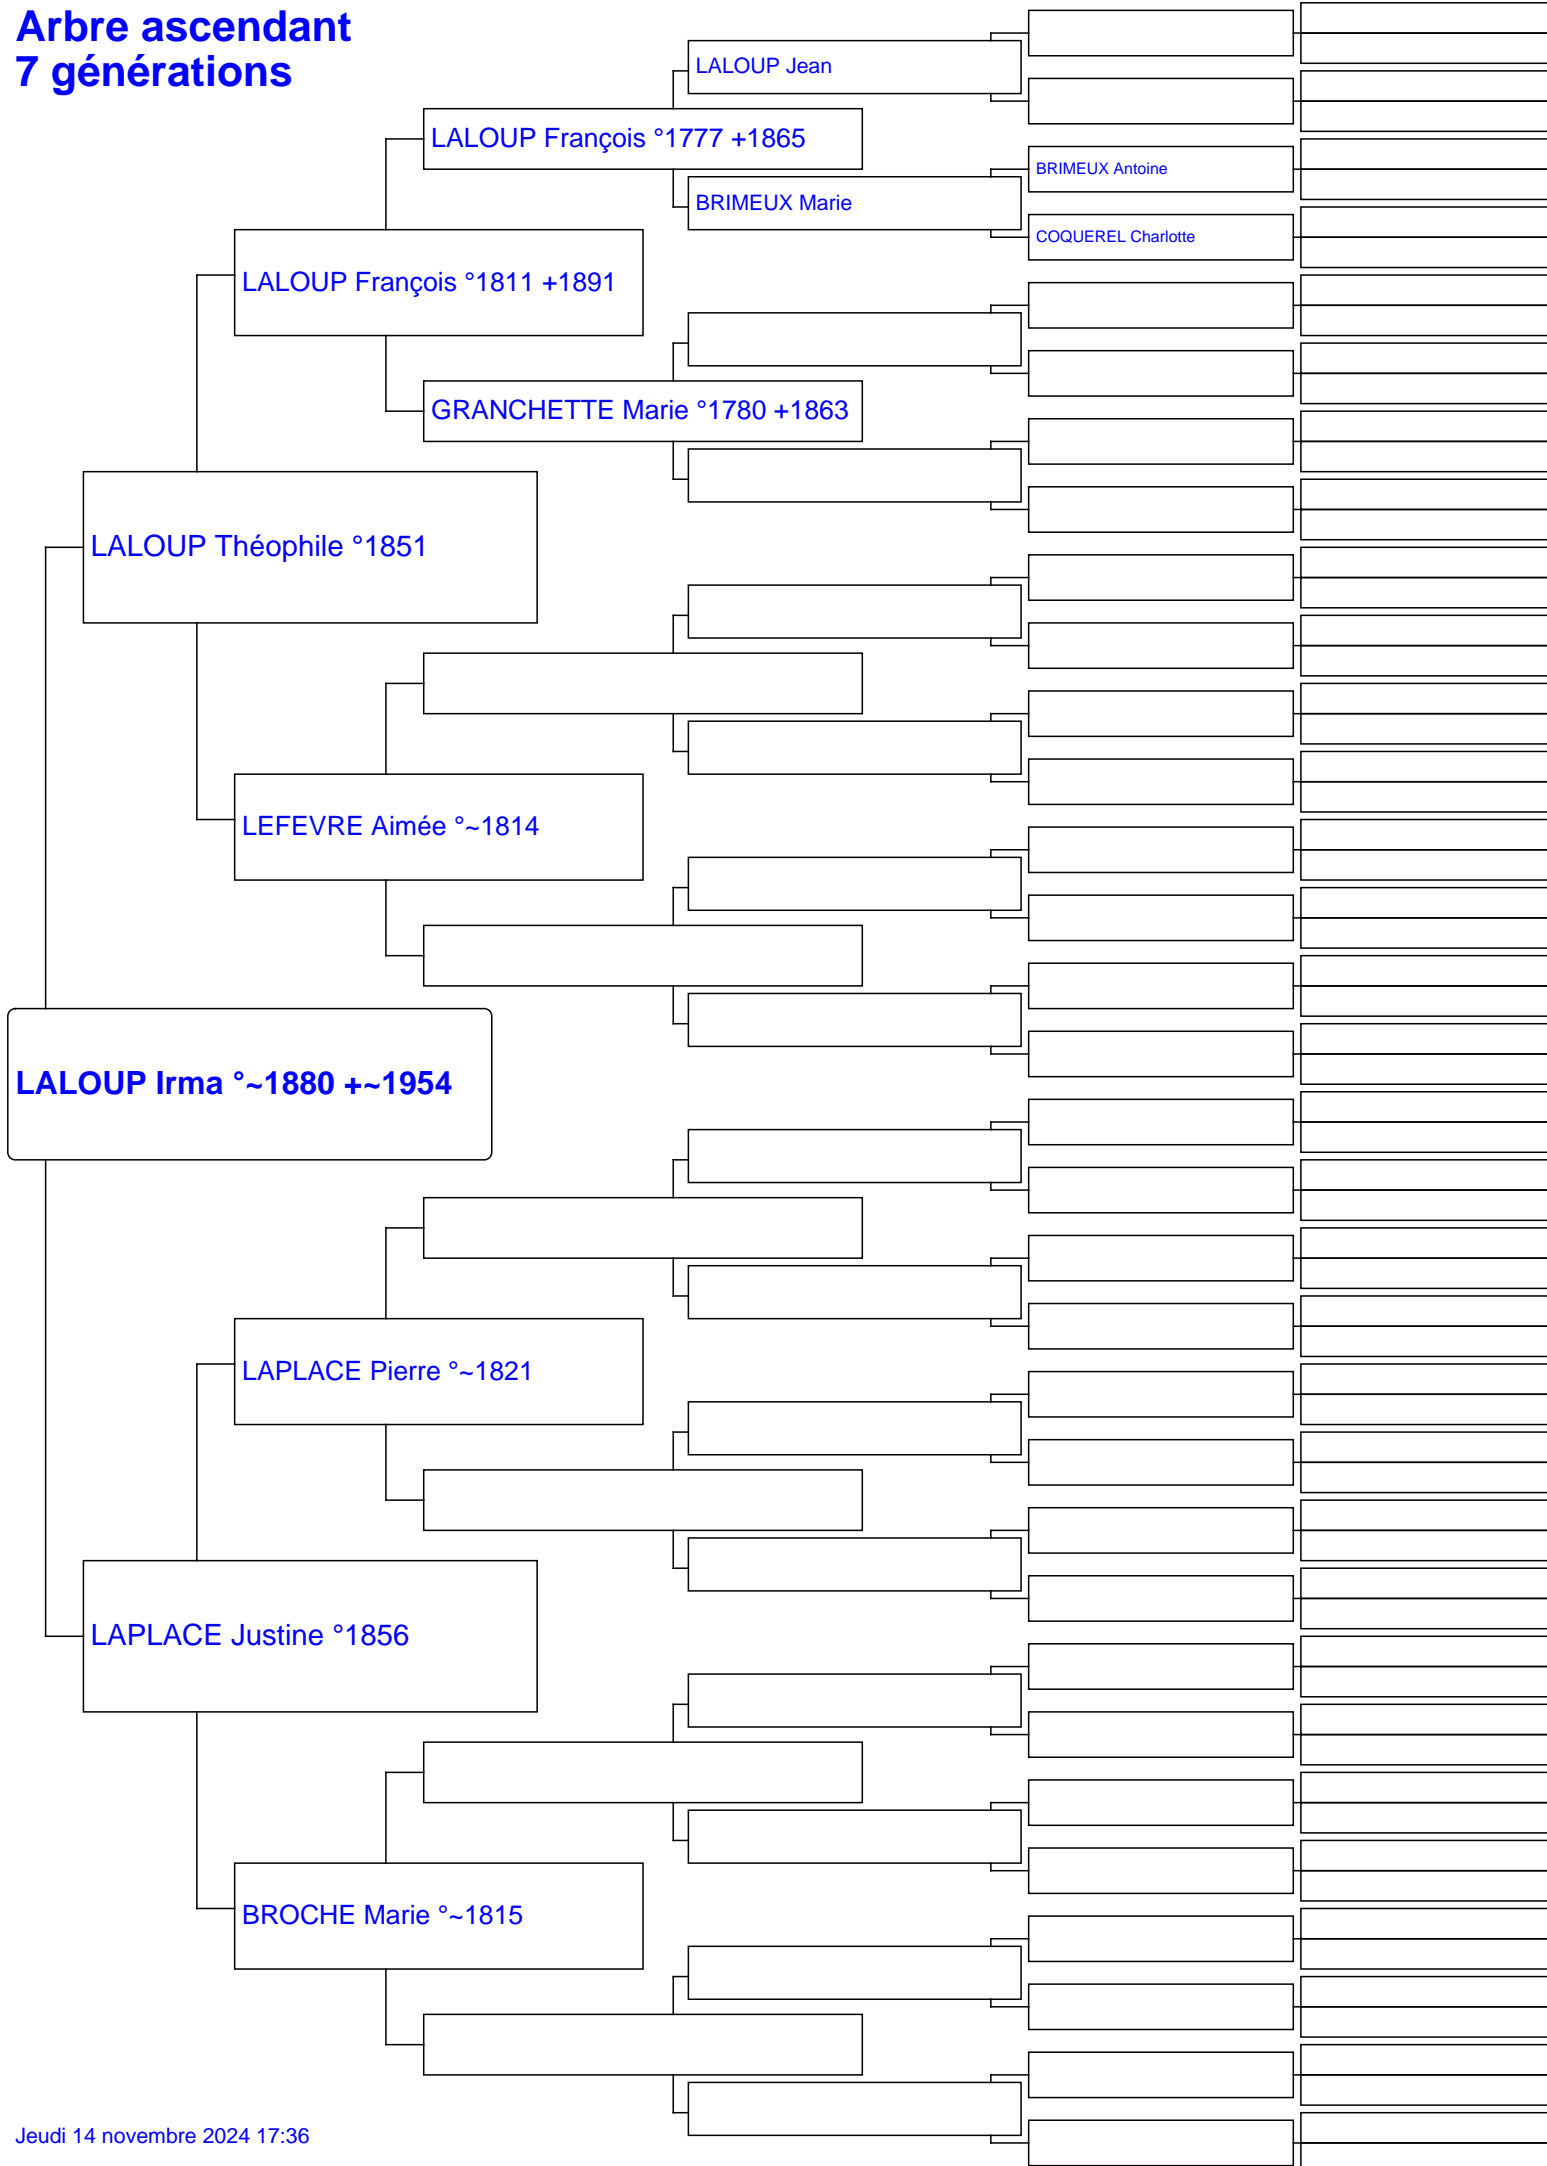 Arbre ascendant
7 générations
LALOUP Jean
LALOUP François °1777 +1865
BRIMEUX Antoine
BRIMEUX Marie
COQUEREL Charlotte
LALOUP François °1811 +1891
GRANCHETTE Marie °1780 +1863
LALOUP Théophile °1851
LEFEVRE Aimée °~1814
LALOUP Irma °~1880 +~1954
LAPLACE Pierre °~1821
LAPLACE Justine °1856
BROCHE Marie °~1815
Jeudi 14 novembre 2024 17:36